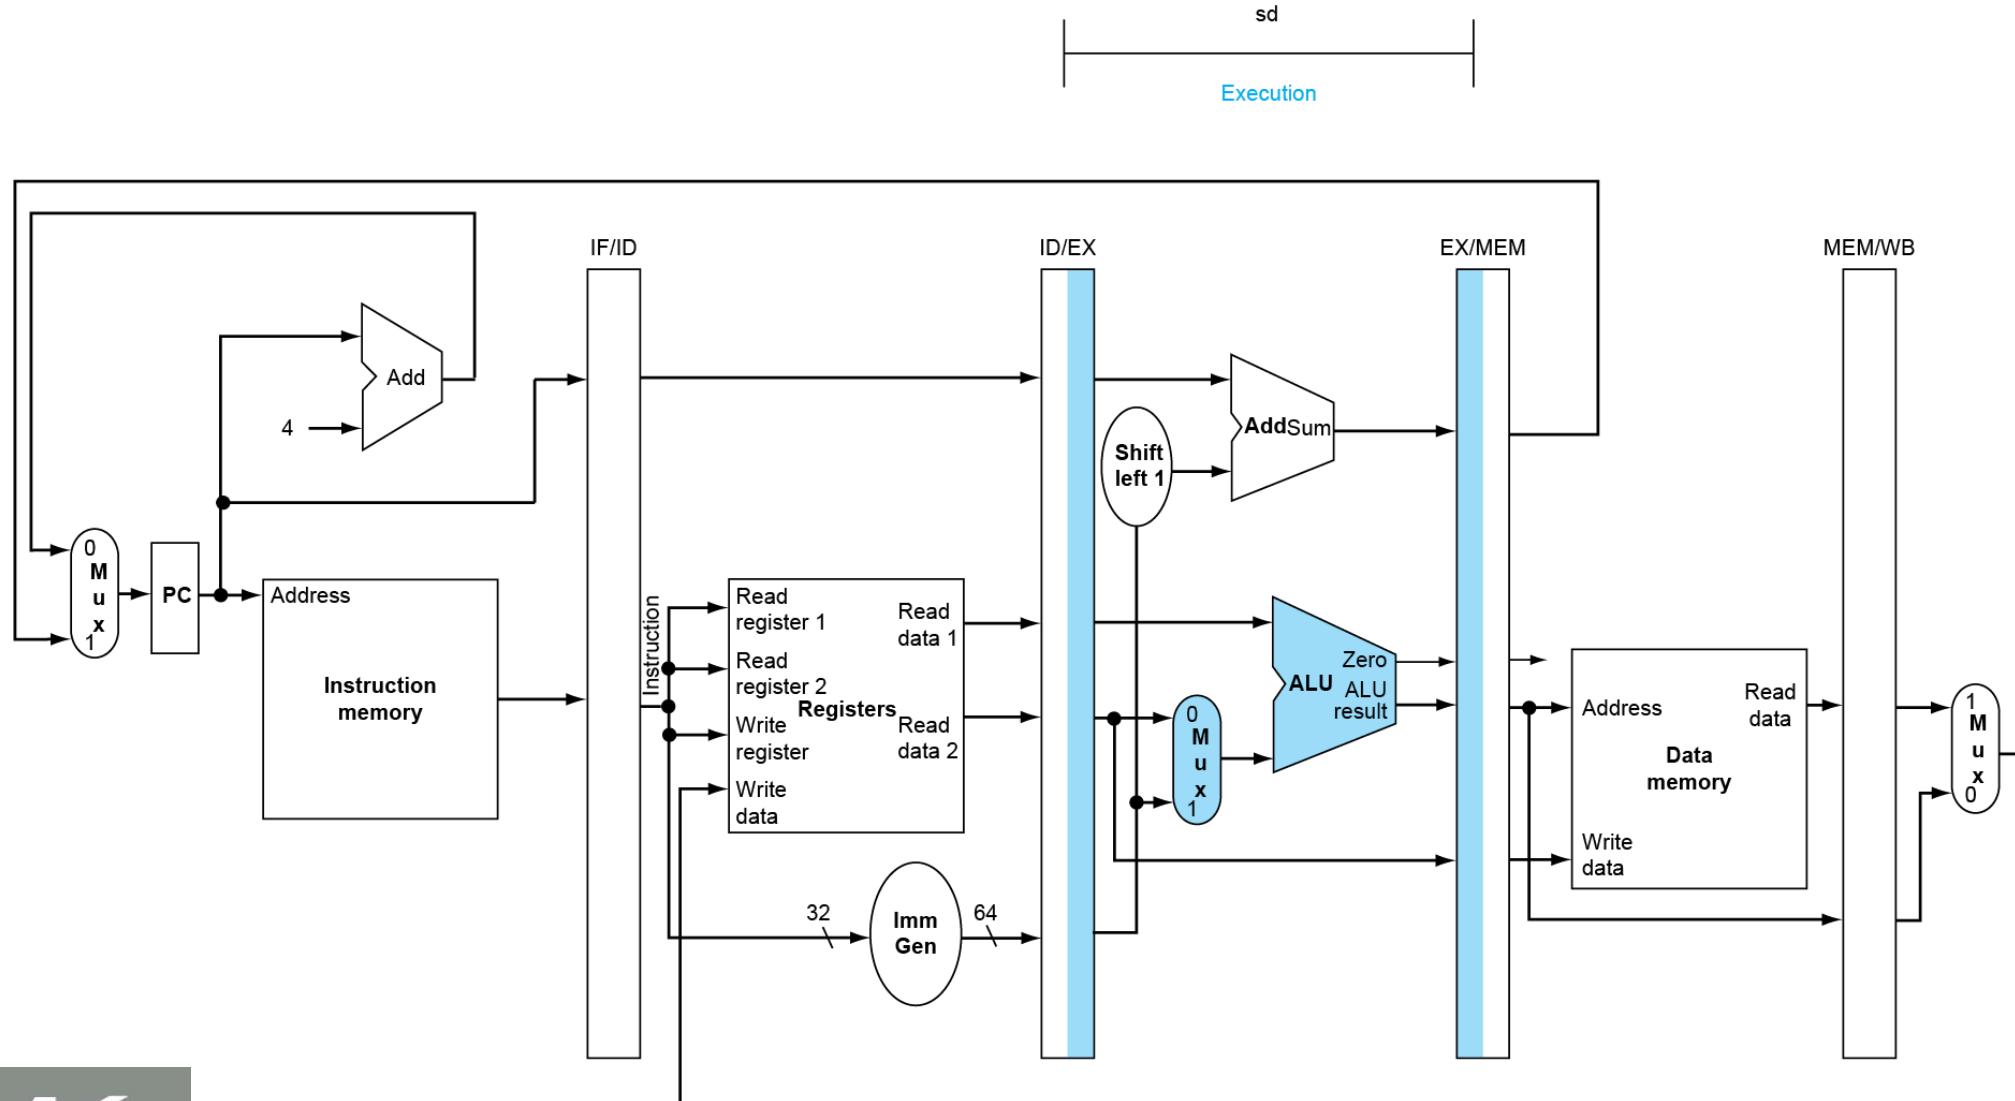 sd
Execution
IF/ID
ID/EX
EX/MEM
MEM/WB
Add
4
Add Sum
Shift
left 1
0
M
u
x
1
PC
Address
Instruction
memory
Instruction
Read
register 1
Read
register 2
Write
register
Write
data
Registers
Read
data 1
Read
data 2
32
Imm
Gen
64
0
M
u
x
1
ALU
Zero
ALU
result
Address
Read
data
Data
memory
Write
data
1
M
u
x
0